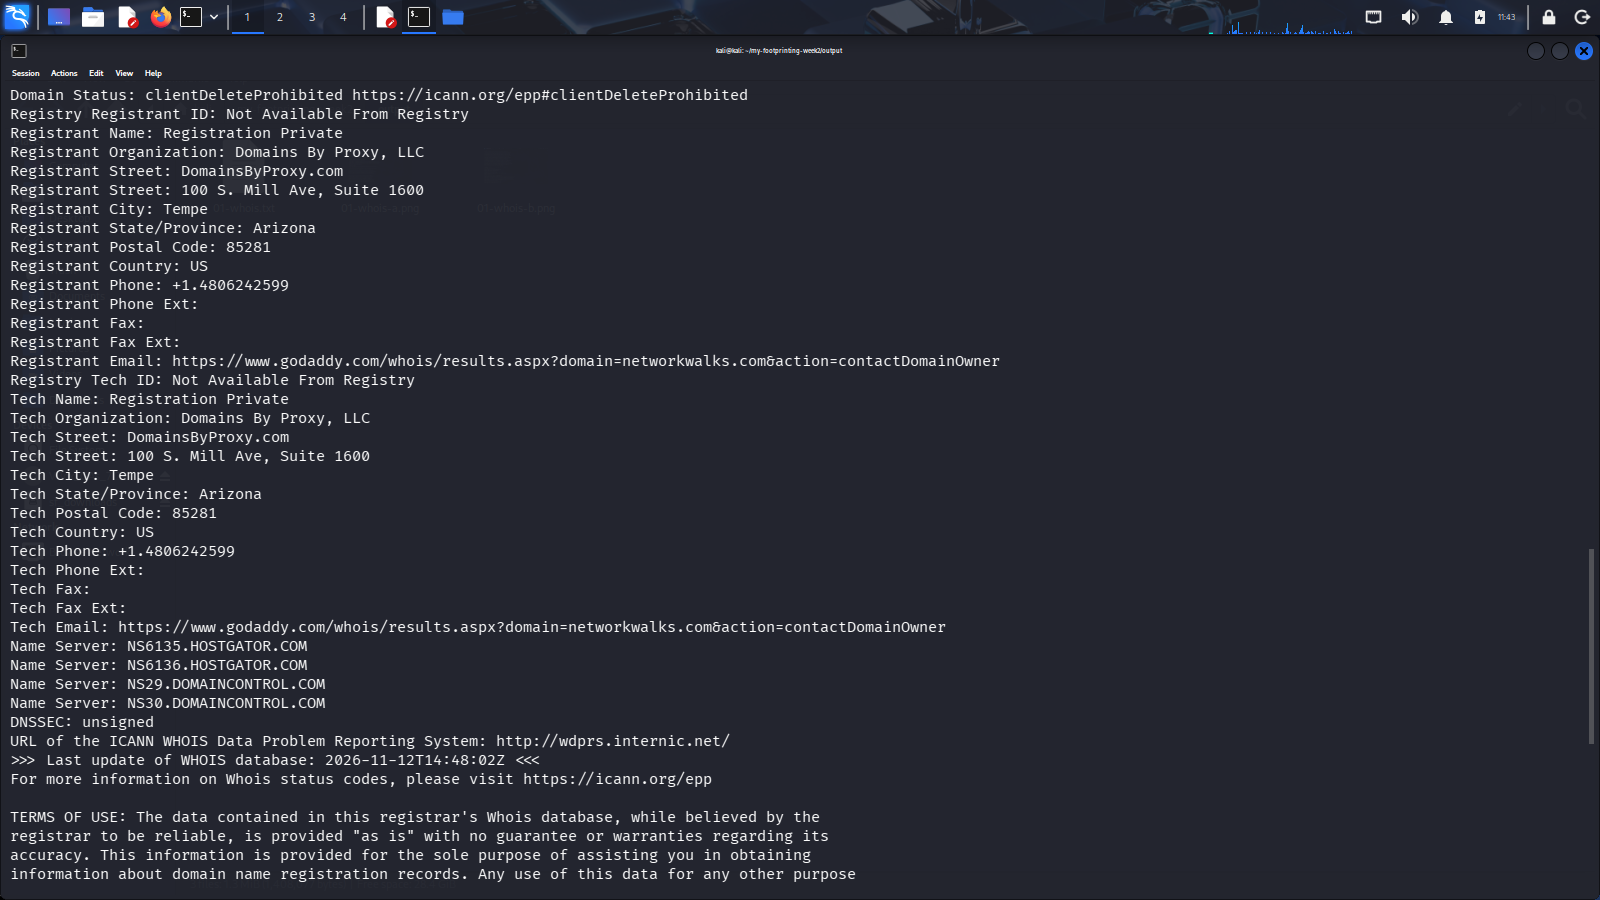 1 2 3 4
11:43
kali@kali: ~/my-footprinting-week2/output
Session Actions Edit View Help
Domain Status: clientDeleteProhibited https://icann.org/epp#clientDeleteProhibited
Registry Registrant ID: Not Available From Registry
Registrant Name: Registration Private
Registrant Organization: Domains By Proxy, LLC
Registrant Street: DomainsByProxy.com
Registrant Street: 100 S. Mill Ave, Suite 1600
Registrant City: Tempe
Registrant State/Province: Arizona
Registrant Postal Code: 85281
Registrant Country: US
Registrant Phone: +1.4806242599
Registrant Phone Ext:
Registrant Fax:
Registrant Fax Ext:
Registrant Email: https://www.godaddy.com/whois/results.aspx?domain=networkwalks.com&action=contactDomainOwner
Registry Tech ID: Not Available From Registry
Tech Name: Registration Private
Tech Organization: Domains By Proxy, LLC
Tech Street: DomainsByProxy.com
Tech Street: 100 S. Mill Ave, Suite 1600
Tech City: Tempe
Tech State/Province: Arizona
Tech Postal Code: 85281
Tech Country: US
Tech Phone: +1.4806242599
Tech Phone Ext:
Tech Fax:
Tech Fax Ext:
Tech Email: https://www.godaddy.com/whois/results.aspx?domain=networkwalks.com&action=contactDomainOwner
Name Server: NS6135.HOSTGATOR.COM
Name Server: NS6136.HOSTGATOR.COM
Name Server: NS29.DOMAINCONTROL.COM
Name Server: NS30.DOMAINCONTROL.COM
DNSSEC: unsigned
URL of the ICANN WHOIS Data Problem Reporting System: http://wdprs.internic.net/
>>> Last update of WHOIS database: 2026-11-12T14:48:02Z <<<
For more information on Whois status codes, please visit https://icann.org/epp
TERMS OF USE: The data contained in this registrar's Whois database, while believed by the
registrar to be reliable, is provided "as is" with no guarantee or warranties regarding its
accuracy. This information is provided for the sole purpose of assisting you in obtaining
information about domain name registration records. Any use of this data for any other purpose